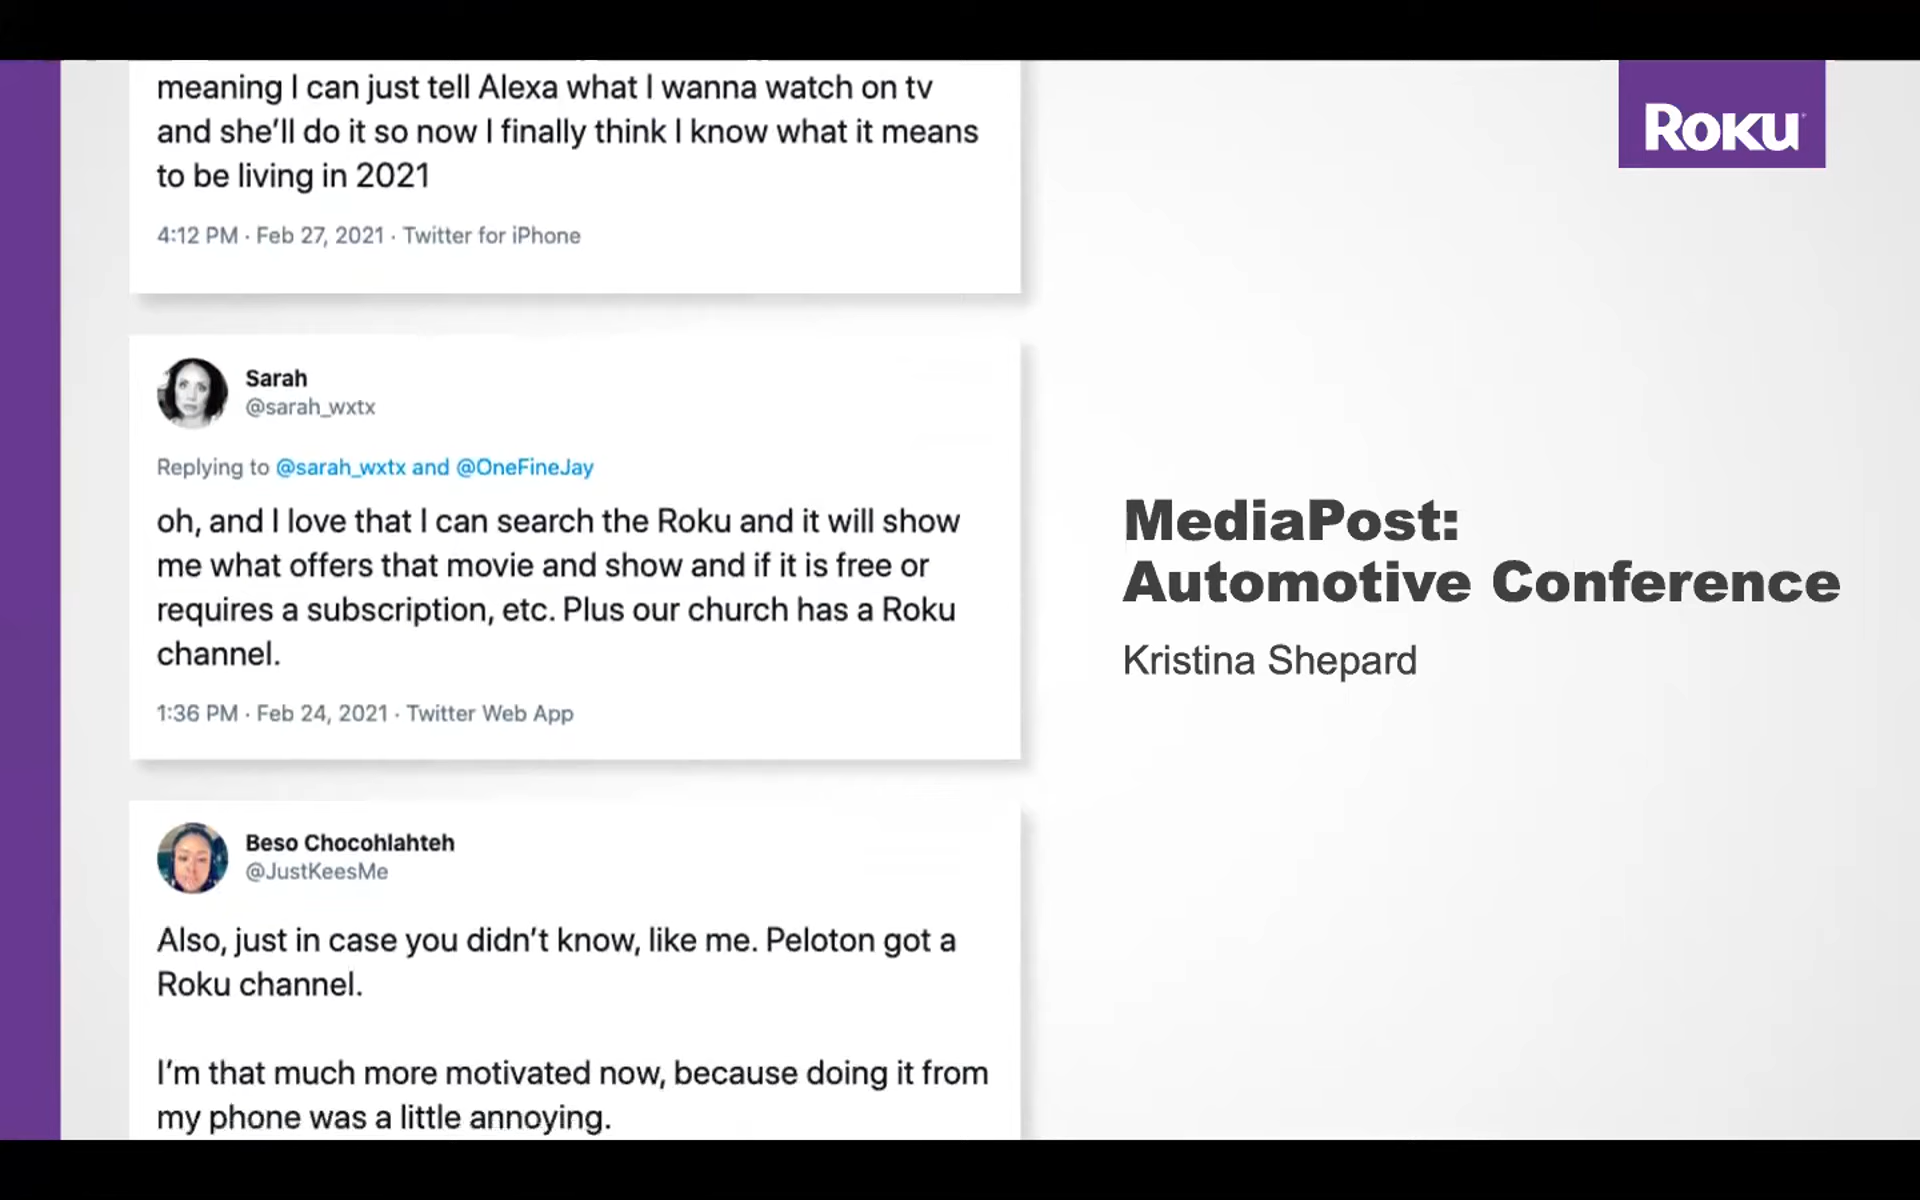 meaning I can just tell Alexa what I wanna watch on tv
and she'll do it so now I finally think I know what it means
to be living in 2021
4:12 PM · Feb 27, 2021 · Twitter for iPhone
Sarah
@sarah_wxtx
Replying to @sarah_wxtx and @OneFineJay
oh, and I love that I can search the Roku and it will show
me what offers that movie and show and if it is free or
requires a subscription, etc. Plus our church has a Roku
channel.
1:36 PM · Feb 24, 2021 · Twitter Web App
Beso Chocohlahteh
@JustKeesMe
Also, just in case you didn't know, like me. Peloton got a
Roku channel.
I'm that much more motivated now, because doing it from
my phone was a little annoying.
Roku
MediaPost:
Automotive Conference
Kristina Shepard